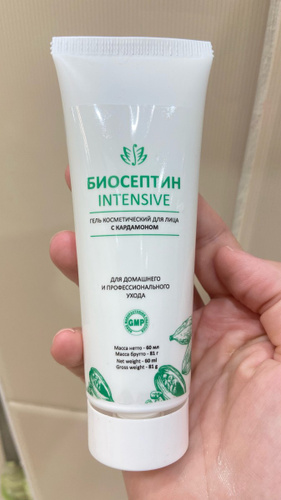 БИОСЕПТИН
INTENSIVE
ГЕЛЬ КОСМЕТИЧЕСКИЙ ДЛЯ ЛИЦА
С КАРДАМОНОМ
ДЛЯ ДОМАШНЕГО
И ПРОФЕССИОНАЛЬНОГО
УХОДА
GMP
Масса нетто - 60 мл
Масса брутто - 81 г
Net weight - 60 ml
Gross weight - 81 g